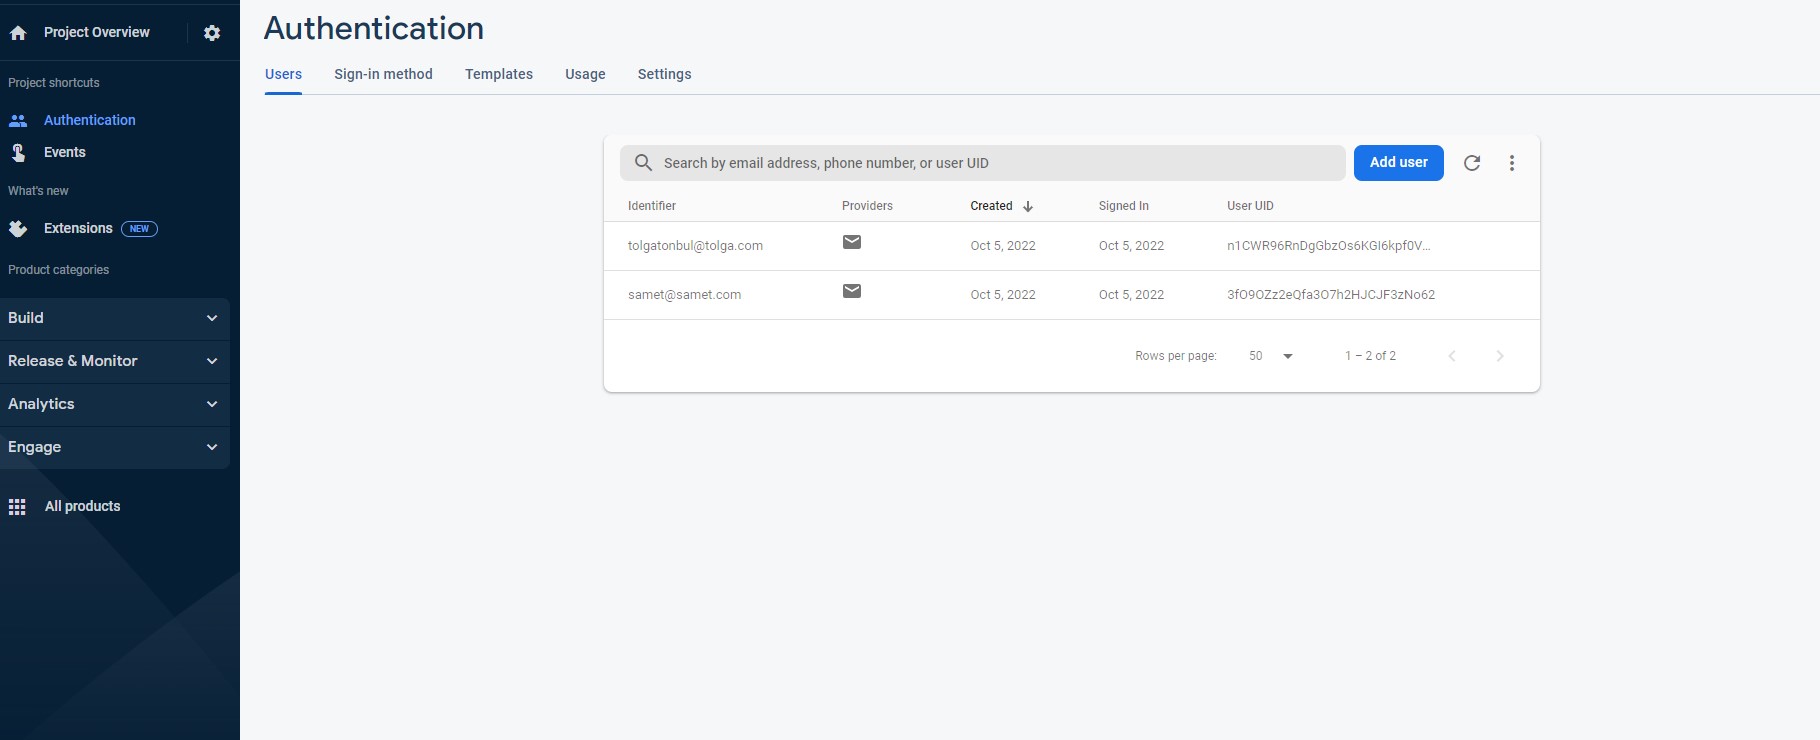 Project Overview
Project shortcuts
Authentication
Events
What's new
Extensions NEW
Product categories
Build
Release & Monitor
Analytics
Engage
All products
Authentication
Users Sign-in method Templates Usage Settings
Search by email address, phone number, or user UID Add user
Identifier Providers Created Signed In User UID
tolgatonbul@tolga.com Oct 5, 2022 Oct 5, 2022 n1CWR96RnDgGbzOs6KGI6kpf0V...
samet@samet.com Oct 5, 2022 Oct 5, 2022 3fO9OZz2eQfa3O7h2HJCJF3zNo62
Rows per page: 50 1 – 2 of 2